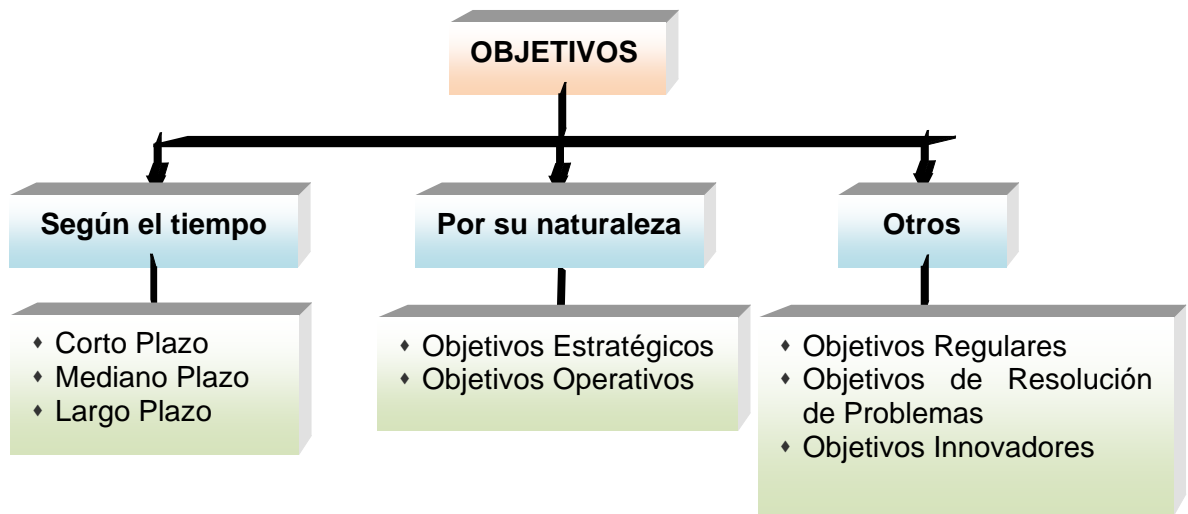 OBJETIVOS
Según el tiempo
Por su naturaleza
Otros
Corto Plazo
Mediano Plazo
Largo Plazo
Objetivos Estratégicos
Objetivos Operativos
Objetivos Regulares
Objetivos de Resolución
de Problemas
Objetivos Innovadores